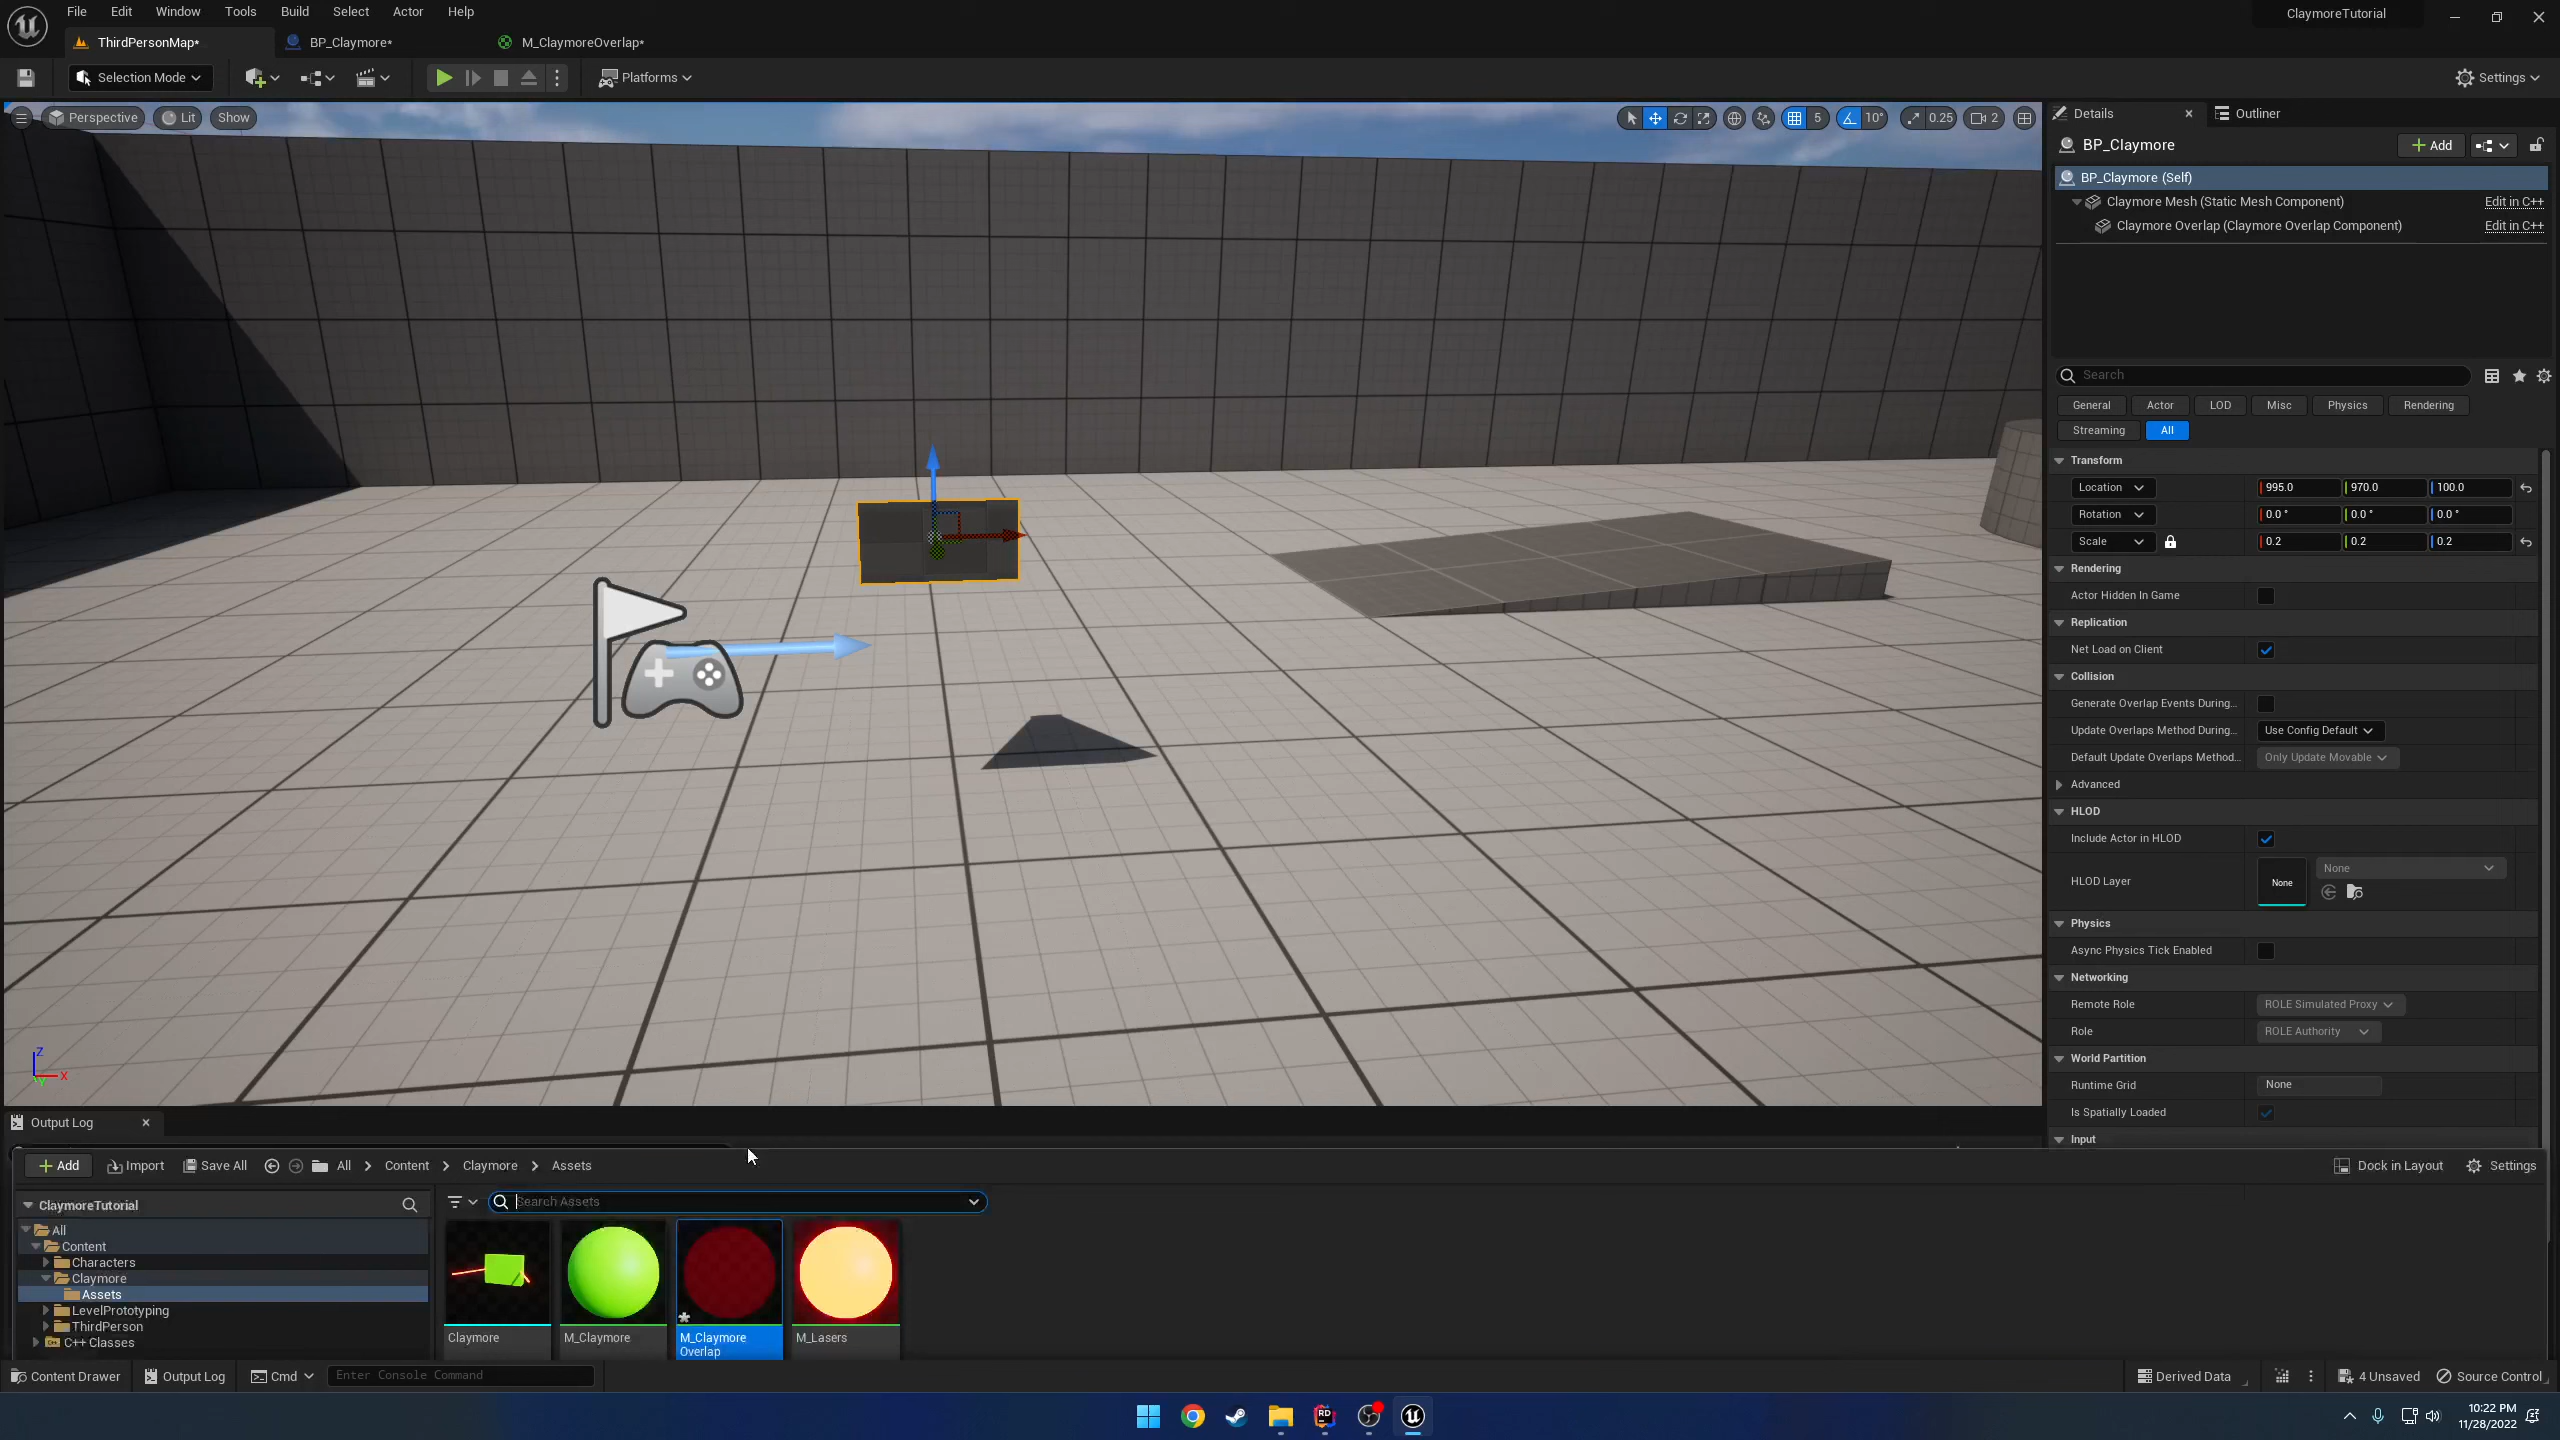 File Edit Window Tools Build Select Actor Help
ClaymoreTutorial
ThirdPersonMap* BP_Claymore* M_ClaymoreOverlap*
Selection Mode Platforms Settings
Perspective Lit Show 5 10° 0.25 2
Details Outliner
BP_Claymore Add
BP_Claymore (Self)
Claymore Mesh (Static Mesh Component) Edit in C++
Claymore Overlap (Claymore Overlap Component) Edit in C++
Search
General Actor LOD Misc Physics Rendering
Streaming All
Transform
Location 995.0 970.0 100.0
Rotation 0.0 ° 0.0 ° 0.0 °
Scale 0.2 0.2 0.2
Rendering
Actor Hidden In Game
Replication
Net Load on Client
Collision
Generate Overlap Events During...
Update Overlaps Method During... Use Config Default
Default Update Overlaps Method... Only Update Movable
Advanced
HLOD
Include Actor in HLOD
HLOD Layer None None
Physics
Async Physics Tick Enabled
Networking
Remote Role ROLE Simulated Proxy
Role ROLE Authority
World Partition
Runtime Grid None
Is Spatially Loaded
Input
Z
X
Y
Output Log
Add Import Save All All Content Claymore Assets Dock in Layout Settings
ClaymoreTutorial
Search Assets
All
Content
Characters
Claymore
Assets
LevelPrototyping
ThirdPerson
C++ Classes
Claymore M_Claymore M_Claymore Overlap M_Lasers
Content Drawer Output Log Cmd Enter Console Command Derived Data 4 Unsaved Source Control
RD
10:22 PM
11/28/2022